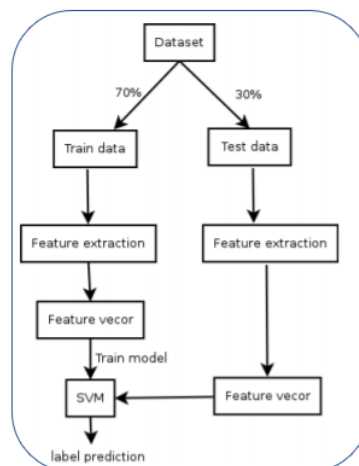 Dataset
70%
30%
Train data
Test data
Feature extraction
Feature extraction
Feature vecor
Train model
SVM
Feature vecor
label prediction